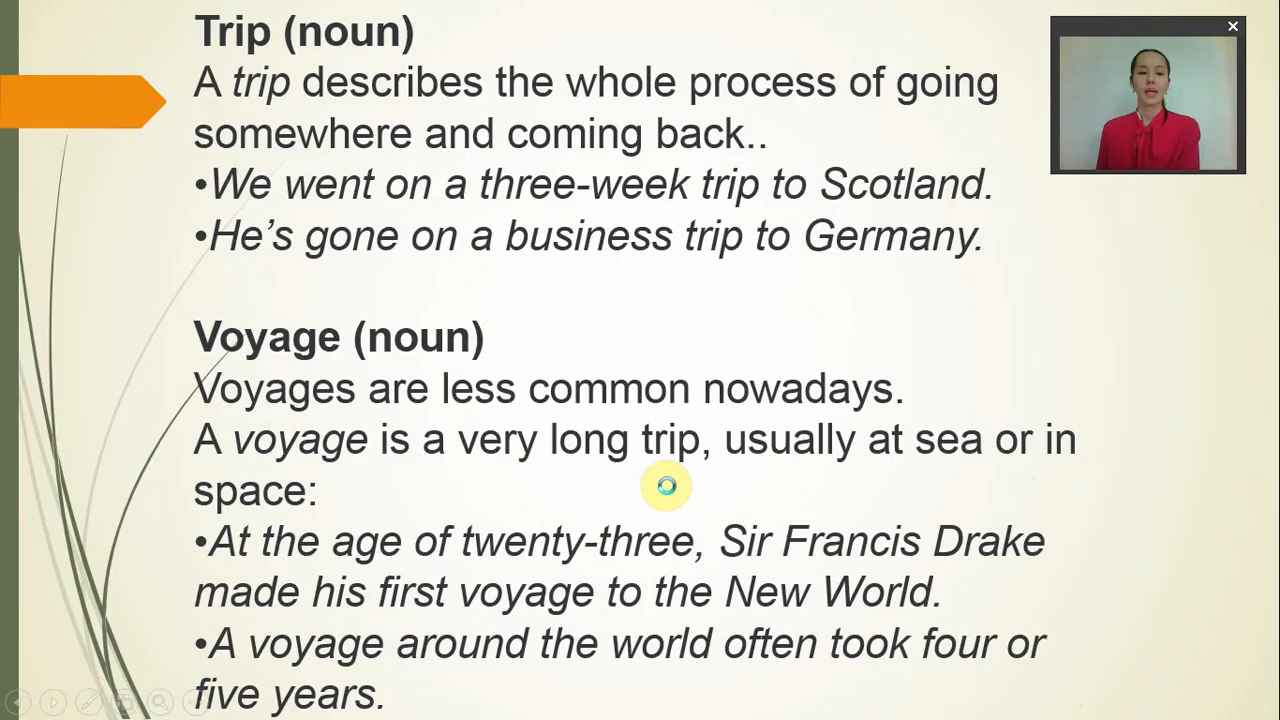 Trip (noun)
A trip describes the whole process of going
somewhere and coming back..
•We went on a three-week trip to Scotland.
•He’s gone on a business trip to Germany.
Voyage (noun)
Voyages are less common nowadays.
A voyage is a very long trip, usually at sea or in
space:
•At the age of twenty-three, Sir Francis Drake
made his first voyage to the New World.
•A voyage around the world often took four or
five years.